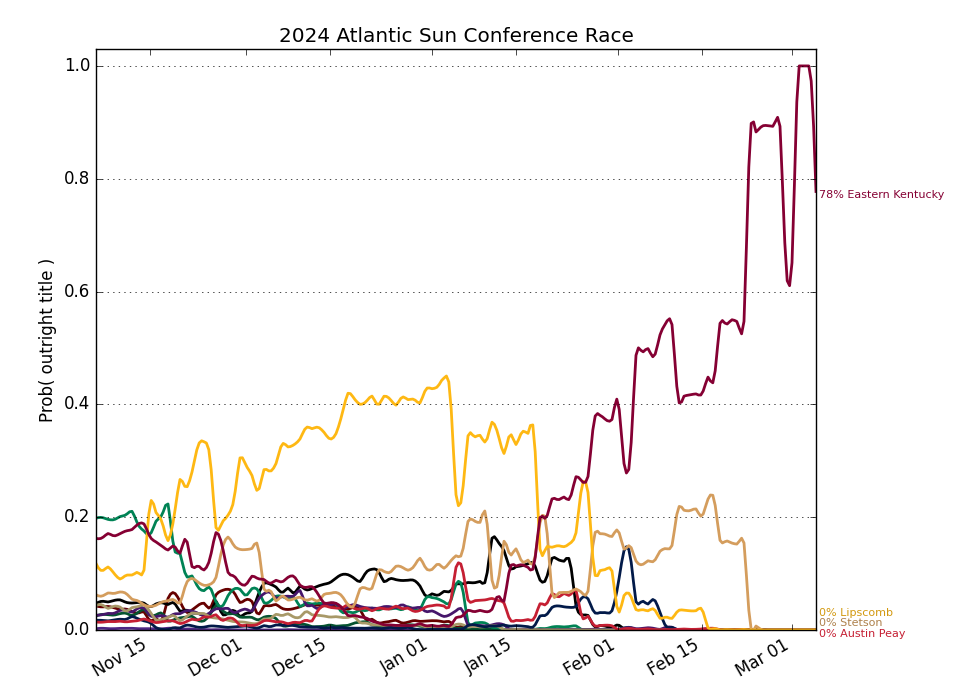 2024 Atlantic Sun Conference Race
Prob( outright title )
1.0
0.8
0.6
0.4
0.2
0.0
Nov 15
Dec 01
Dec 15
Jan 01
Jan 15
Feb 01
Feb 15
Mar 01
78% Eastern Kentucky
0% Lipscomb
0% Stetson
0% Austin Peay